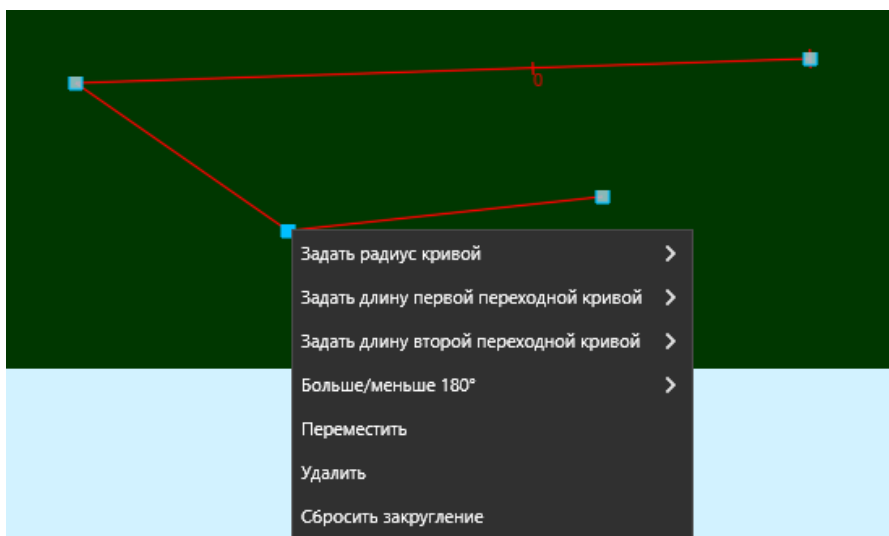 0
Задать радиус кривой
Задать длину первой переходной кривой
Задать длину второй переходной кривой
Больше/меньше 180°
Переместить
Удалить
Сбросить закругление